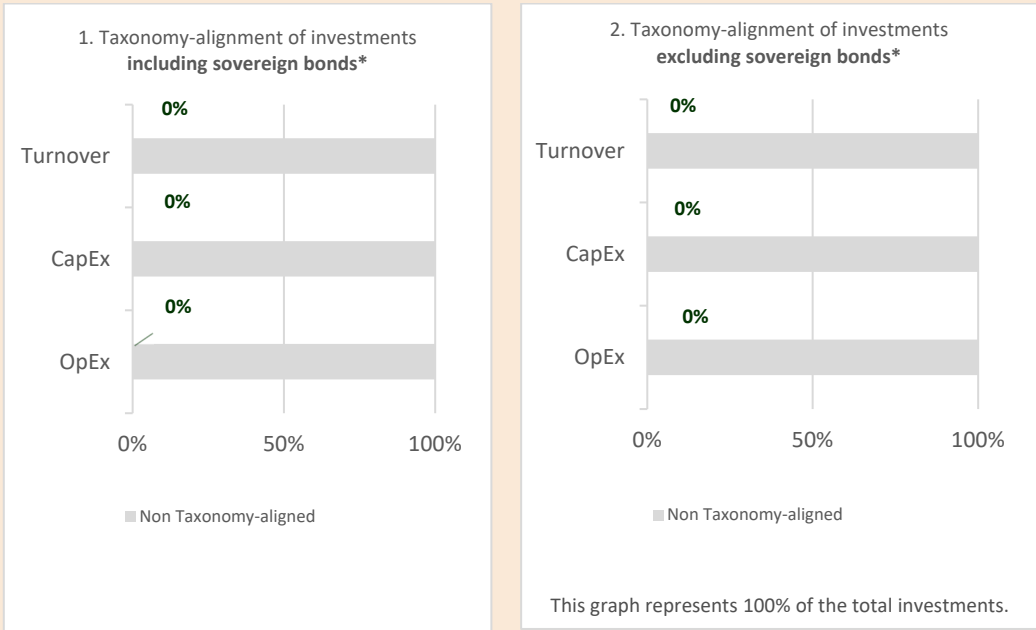 1. Taxonomy-alignment of investments
including sovereign bonds*
0%
Turnover
0%
CapEx
0%
OpEx
0% 50% 100%
Non Taxonomy-aligned
2. Taxonomy-alignment of investments
excluding sovereign bonds*
0%
Turnover
0%
CapEx
0%
OpEx
0% 50% 100%
Non Taxonomy-aligned
This graph represents 100% of the total investments.